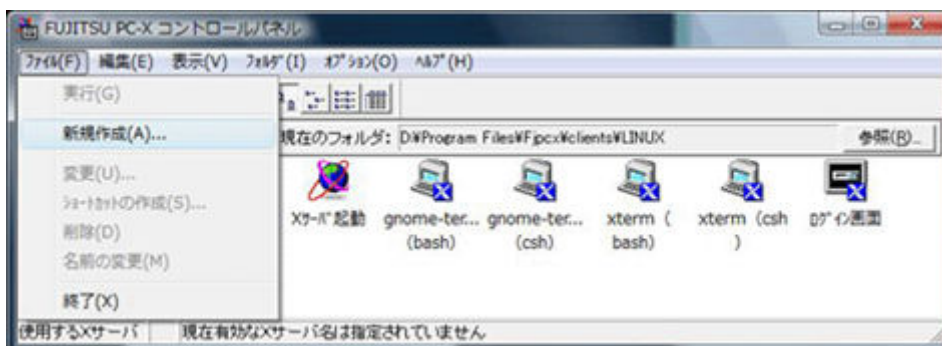 FUJITSU PC-X コントロールパネル
ファイル(F) 編集(E) 表示(V) フォルダ(I) オプション(O) ヘルプ(H)
実行(G)
新規作成(A)...
変更(U)...
ショートカットの作成(S)...
削除(D)
名前の変更(M)
終了(X)
現在のフォルダ: D:¥Program Files¥Fjpcx¥clients¥LINUX 参照(R)...
Xサーバ起動
gnome-ter... (bash)
gnome-ter... (csh)
xterm ( bash)
xterm (csh )
ログイン画面
使用するXサーバ 現在有効なXサーバ名は指定されていません